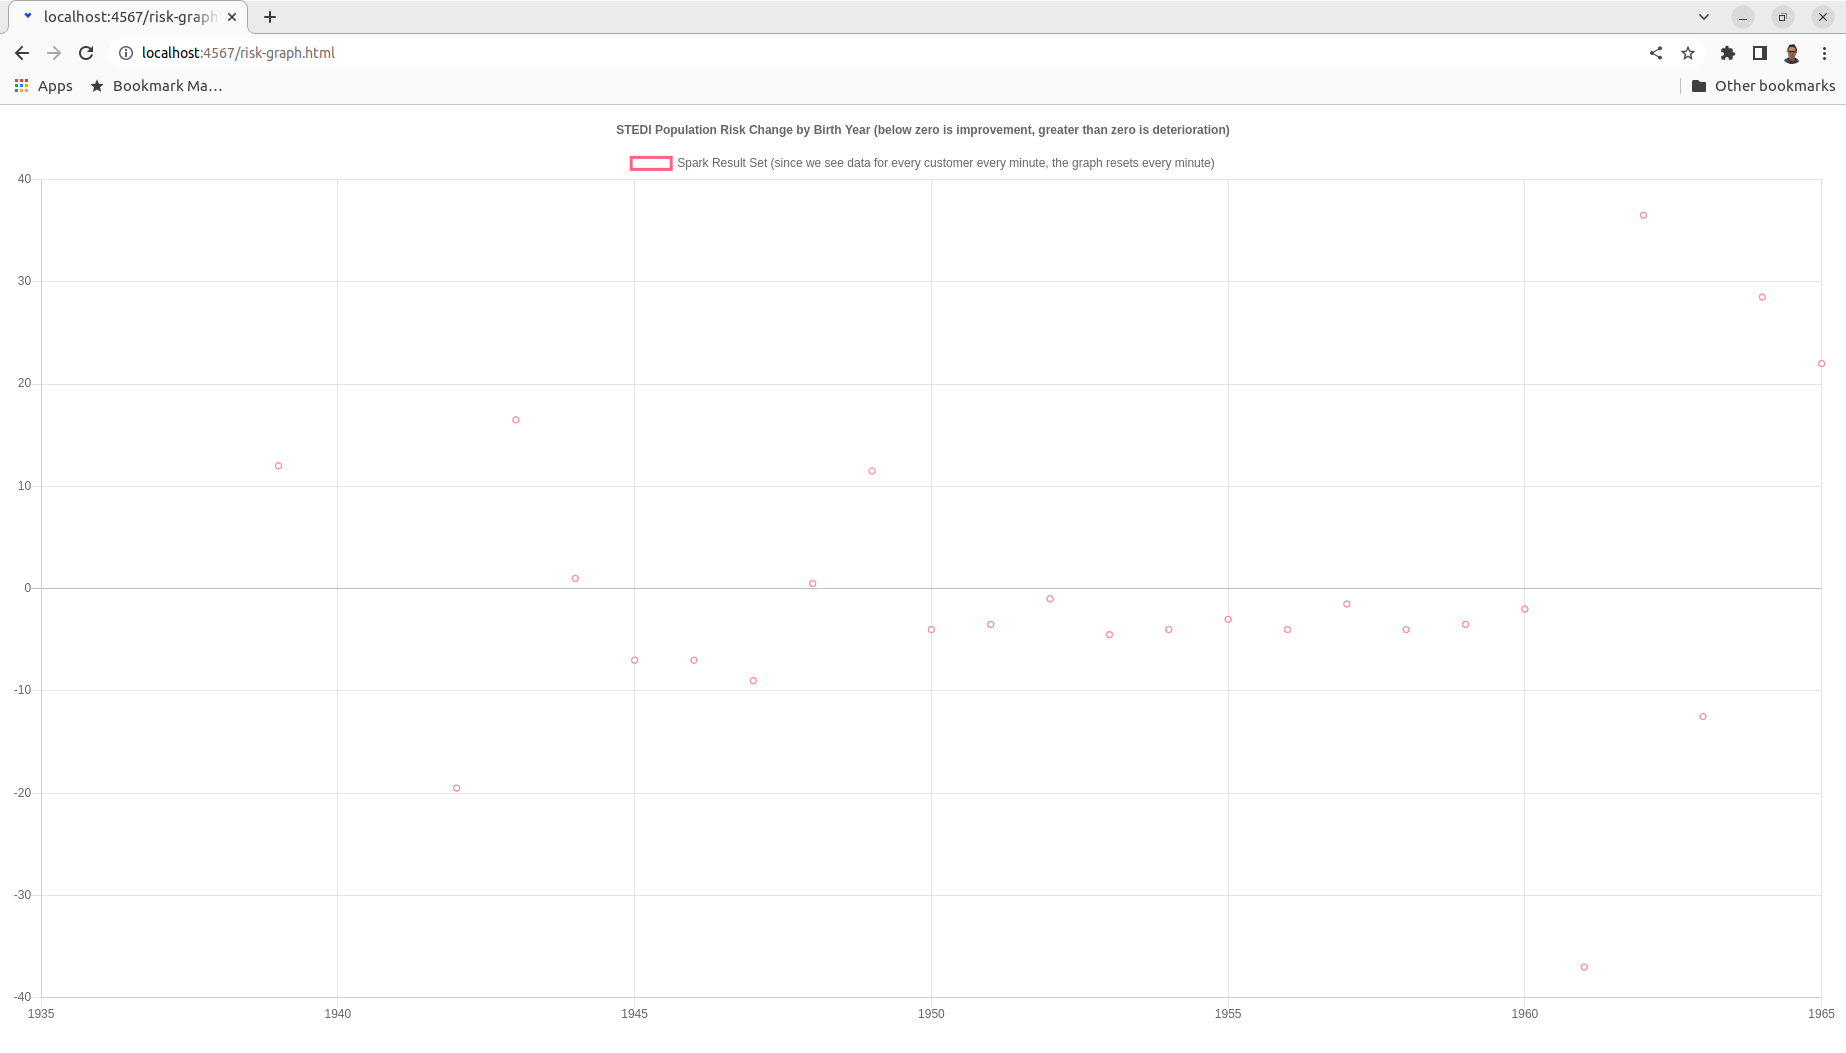 localhost:4567/risk-graph
localhost:4567/risk-graph.html
Apps
Bookmark Ma…
Other bookmarks
STEDI Population Risk Change by Birth Year (below zero is improvement, greater than zero is deterioration)
Spark Result Set (since we see data for every customer every minute, the graph resets every minute)
40
30
20
10
0
-10
-20
-30
-40
1935 1940 1945 1950 1955 1960 1965